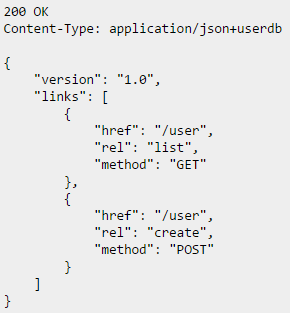 200 OK
Content-Type: application/json+userdb

{
    "version": "1.0",
    "links": [
        {
            "href": "/user",
            "rel": "list",
            "method": "GET"
        },
        {
            "href": "/user",
            "rel": "create",
            "method": "POST"
        }
    ]
}